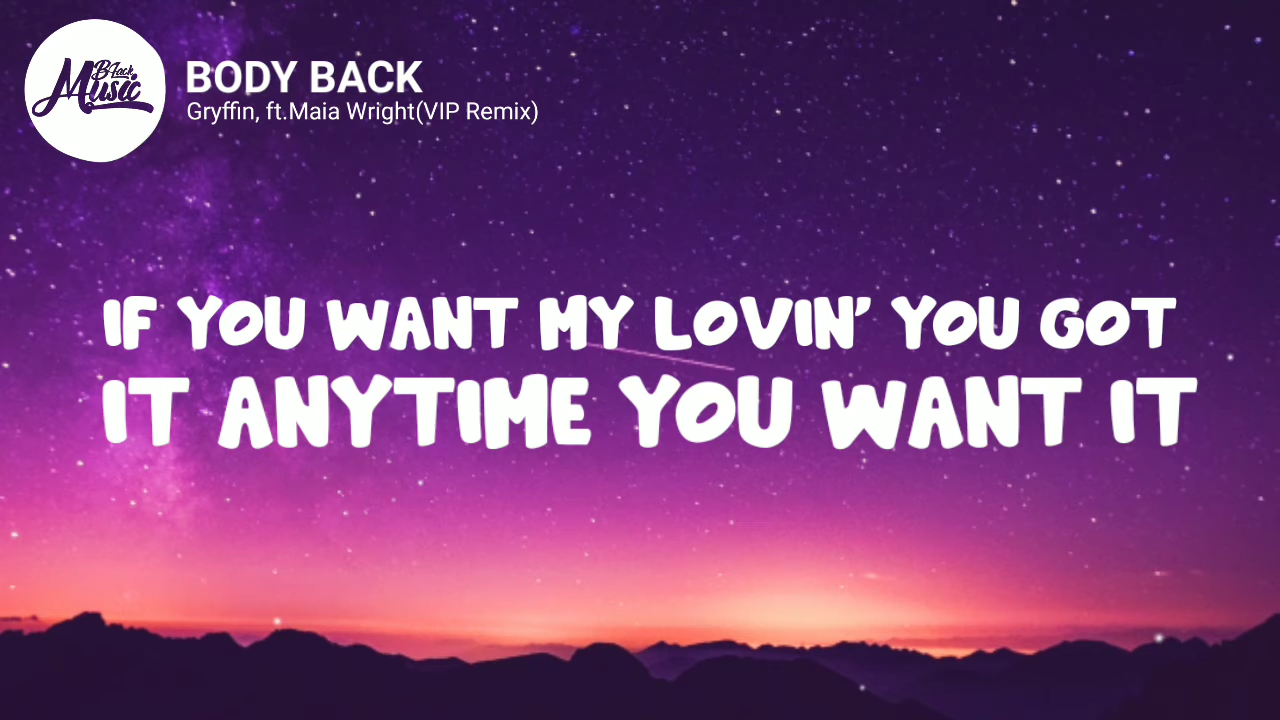 BLack
Music
BODY BACK
Gryffin, ft.Maia Wright(VIP Remix)
IF YOU WANT MY LOVIN' YOU GOT
IT ANYTIME YOU WANT IT